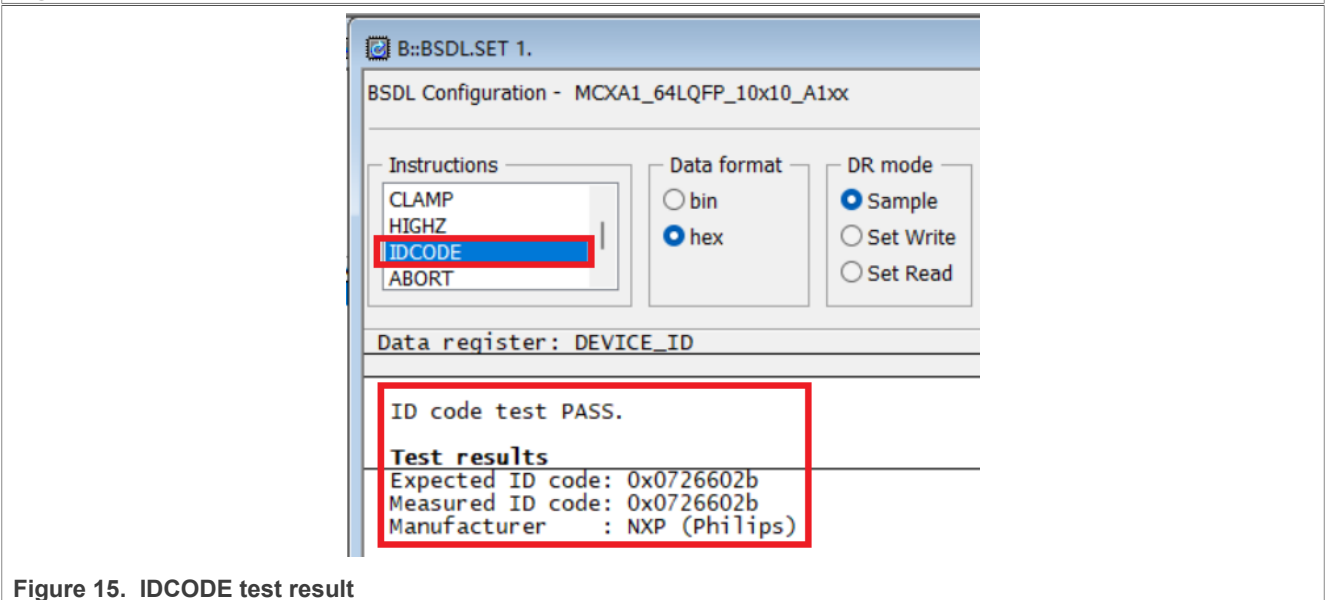 B::BSDL.SET 1.
BSDL Configuration - MCXA1_64LQFP_10x10_A1xx
Instructions
CLAMP
HIGHZ
IDCODE
ABORT
Data format
bin
hex
DR mode
Sample
Set Write
Set Read
Data register: DEVICE_ID
ID code test PASS.
Test results
Expected ID code: 0x0726602b
Measured ID code: 0x0726602b
Manufacturer : NXP (Philips)
Figure 15. IDCODE test result